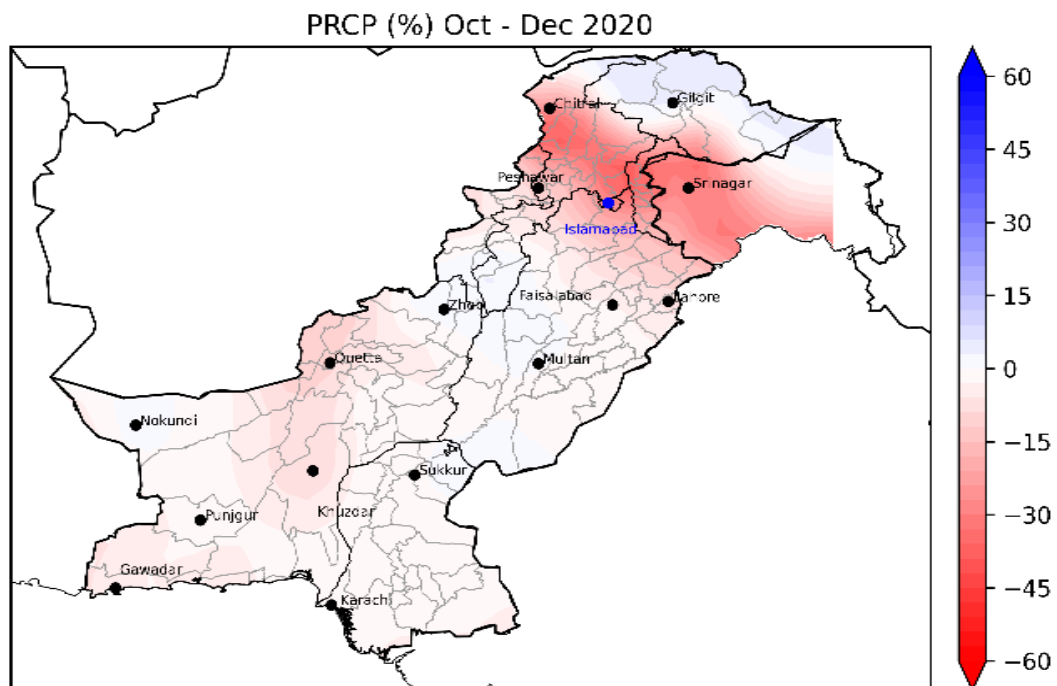 PRCP (%) Oct - Dec 2020
Chitral
Gilgit
Peshawar
Srinagar
Islamabad
Zhob
Faisalabad
Lahore
Quetta
Multan
Nokundi
Sukkur
Punjgur
Khuzdar
Gawadar
Karachi
60
45
30
15
0
−15
−30
−45
−60